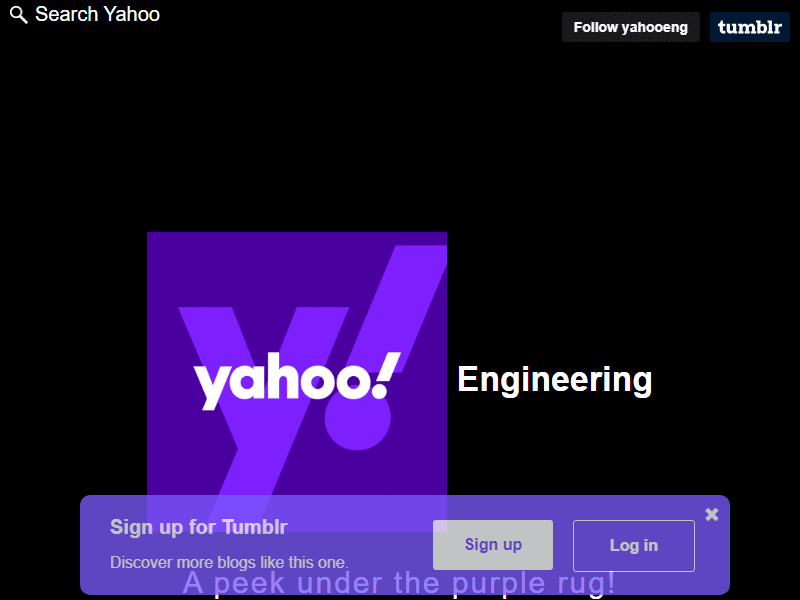 Search Yahoo
Follow yahooeng
tumblr
y!
yahoo!
Engineering
Sign up for Tumblr
Discover more blogs like this one.
Sign up
Log in
A peek under the purple rug!